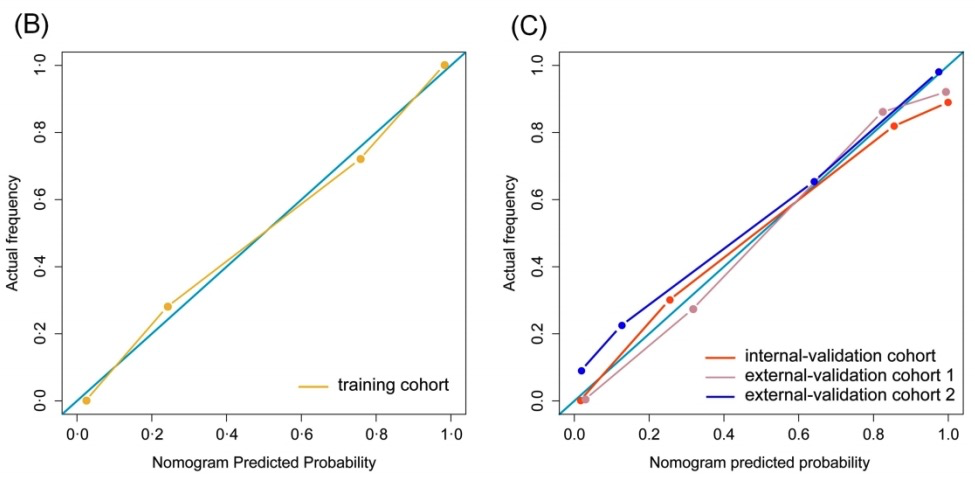 (B)
1·0
0·8
0·6
0·4
0·2
0·0
Actual frequency
training cohort
0·0 0·2 0·4 0·6 0·8 1·0
Nomogram Predicted Probability
(C)
1.0
0.8
0.6
0.4
0.2
0.0
Actual frequency
internal-validation cohort
external-validation cohort 1
external-validation cohort 2
0.0 0.2 0.4 0.6 0.8 1.0
Nomogram predicted probability